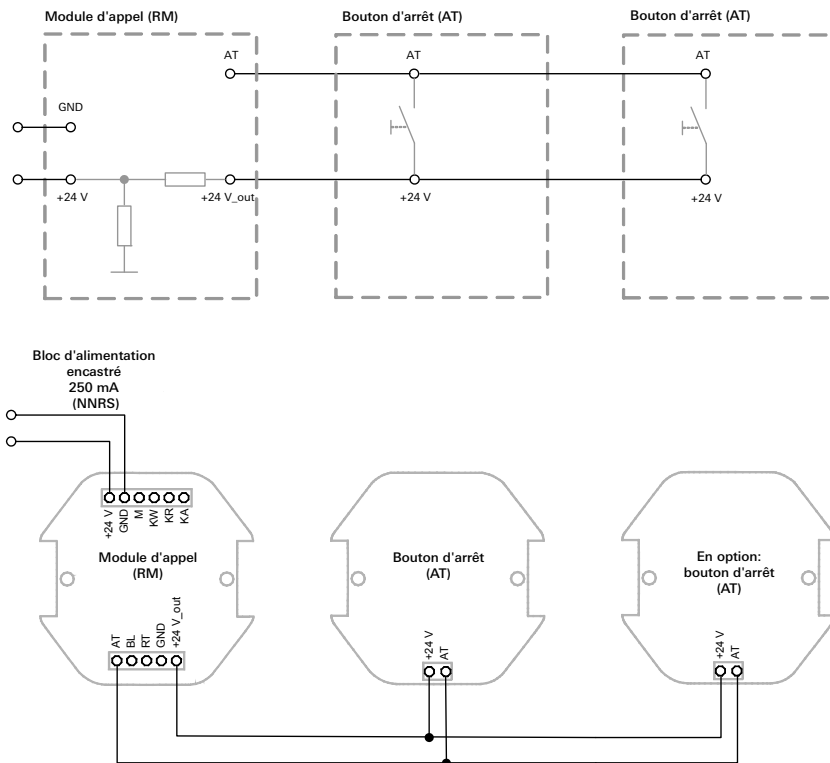 Module d'appel (RM)
Bouton d'arrêt (AT)
Bouton d'arrêt (AT)
AT
AT
AT
GND
+24 V
+24 V_out
+24 V
+24 V
Bloc d'alimentation
encastré
250 mA
(NNRS)
+24 V
GND
M
KW
KR
KA
Module d'appel
(RM)
Bouton d'arrêt
(AT)
En option:
bouton d'arrêt
(AT)
AT
BL
RT
GND
+24 V_out
+24 V
AT
+24 V
AT